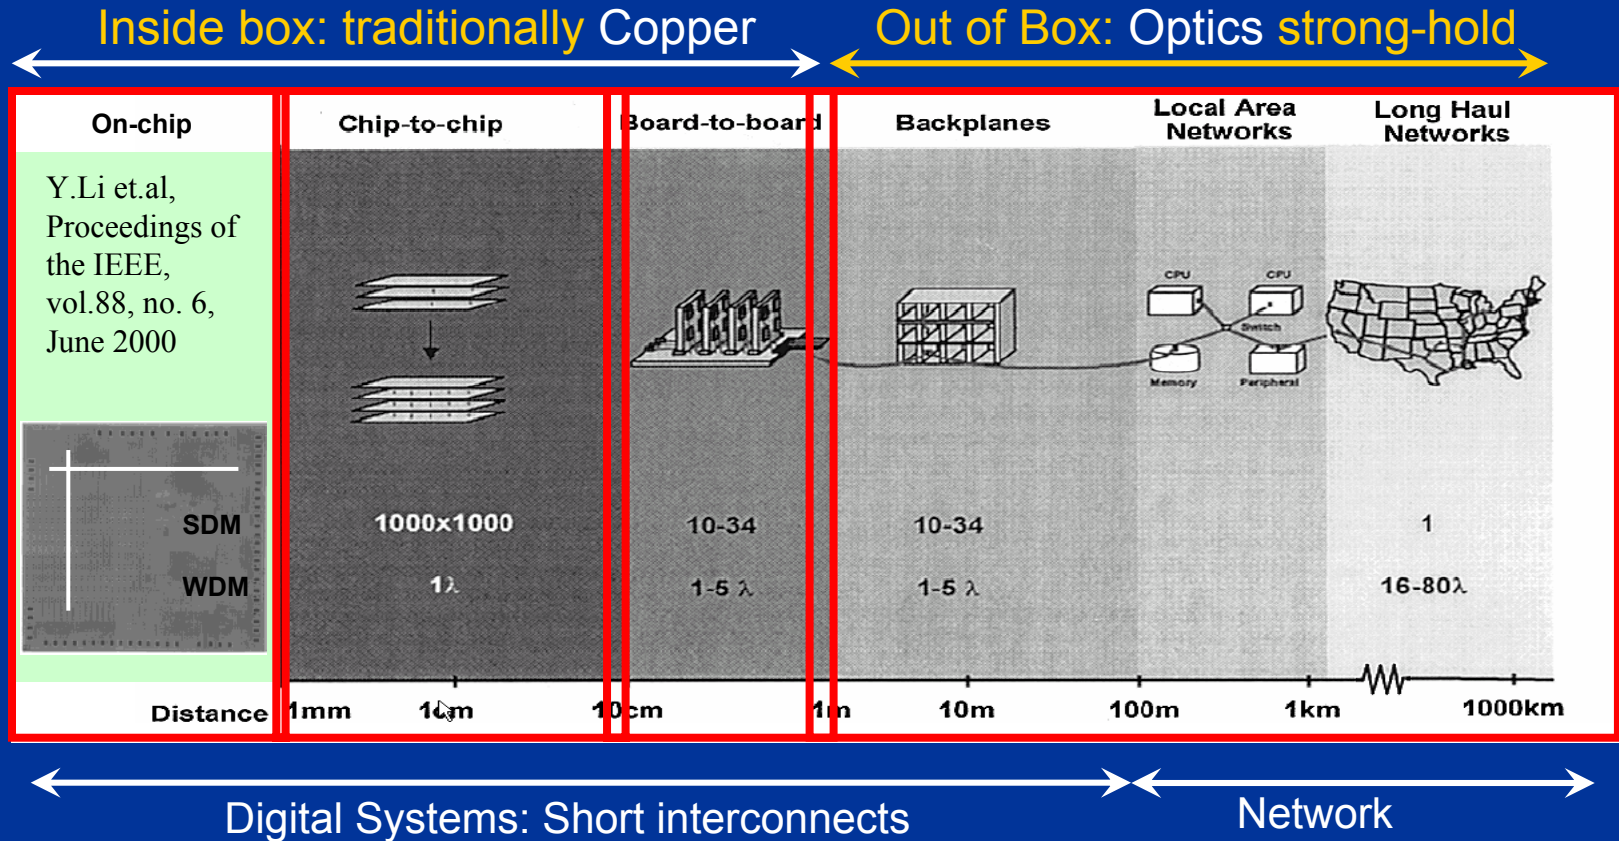 Inside box: traditionally Copper
Out of Box: Optics strong-hold
On-chip
Chip-to-chip
Board-to-board
Backplanes
Local Area
Networks
Long Haul
Networks
Y.Li et.al,
Proceedings of
the IEEE,
vol.88, no. 6,
June 2000
CPU
CPU
Switch
Memory
Peripheral
SDM
1000x1000
10-34
10-34
1
WDM
1λ
1-5 λ
1-5 λ
16-80λ
Distance
1mm
1cm
10cm
1m
10m
100m
1km
1000km
Digital Systems: Short interconnects
Network